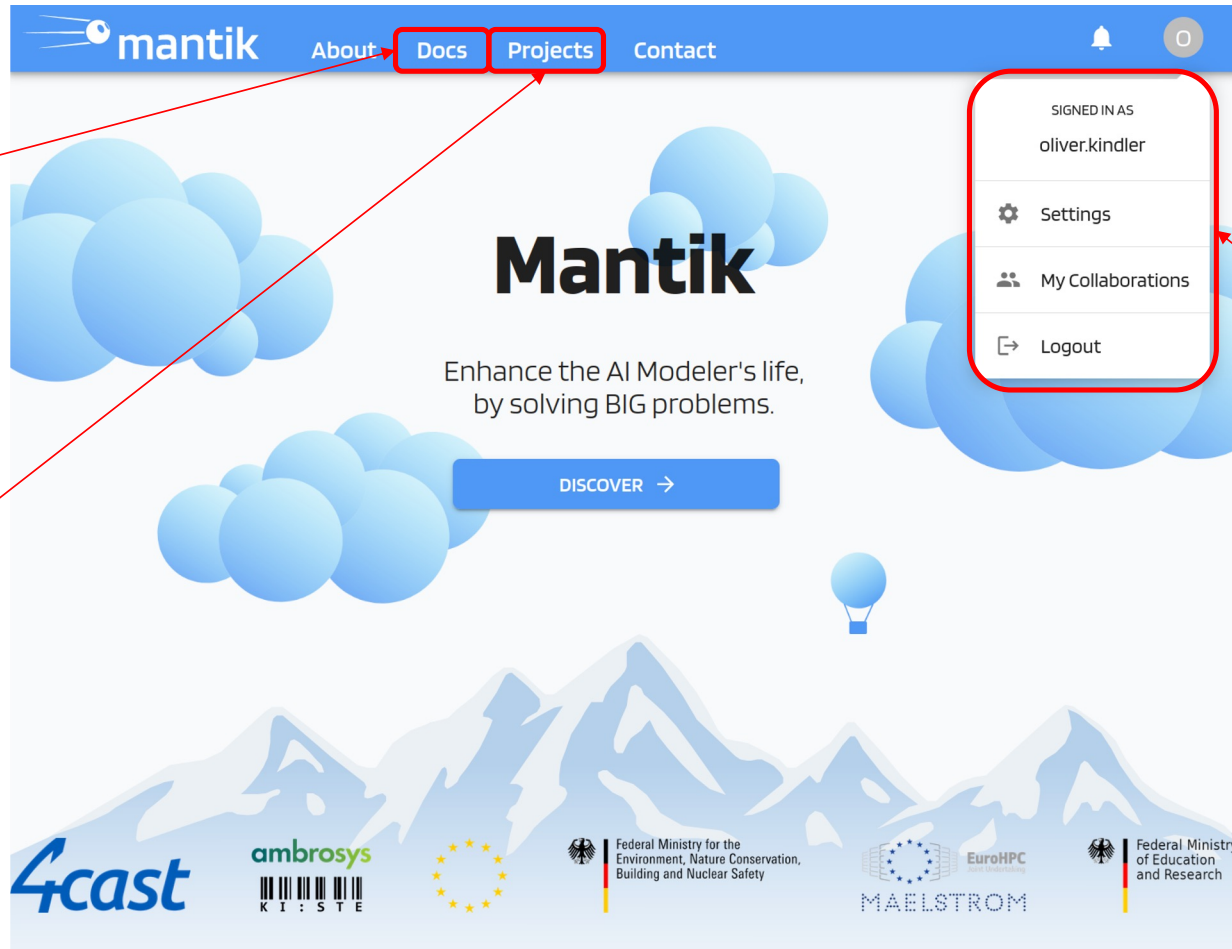 mantik
About
Docs
Projects
Contact
O
SIGNED IN AS
oliver.kindler
Settings
My Collaborations
Logout
Mantik
Enhance the AI Modeler's life,
by solving BIG problems.
DISCOVER →
4cast
ambrosys
KI:STE
Federal Ministry for the
Environment, Nature Conservation,
Building and Nuclear Safety
EuroHPC
Joint Undertaking
MAELSTROM
Federal Ministry
of Education
and Research